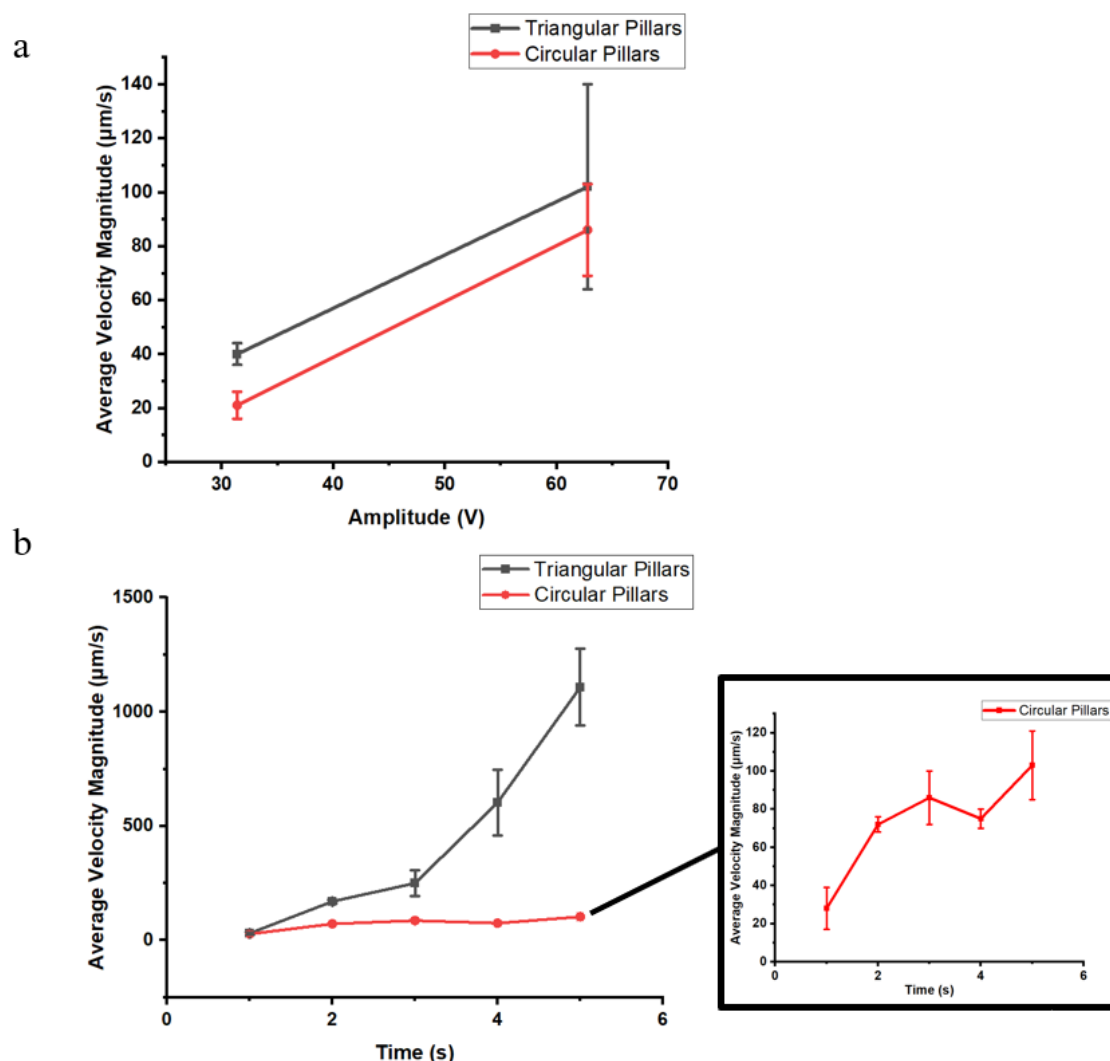 a
Triangular Pillars
Circular Pillars
Average Velocity Magnitude (µm/s)
140
120
100
80
60
40
20
0
30 40 50 60 70
Amplitude (V)
b
Triangular Pillars
Circular Pillars
Average Velocity Magnitude (µm/s)
1500
1000
500
0
0 2 4 6
Time (s)
Circular Pillars
Average Velocity Magnitude (µm/s)
120
100
80
60
40
20
0
0 2 4 6
Time (s)